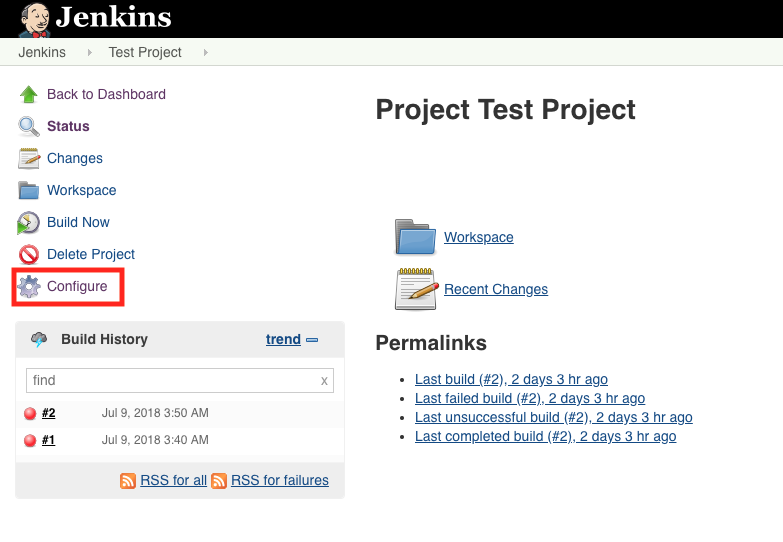 Jenkins
Jenkins Test Project
Back to Dashboard
Status
Changes
Workspace
Build Now
Delete Project
Configure
Build History trend
find x
#2 Jul 9, 2018 3:50 AM
#1 Jul 9, 2018 3:40 AM
RSS for all RSS for failures
Project Test Project
Workspace
Recent Changes
Permalinks
Last build (#2), 2 days 3 hr ago
Last failed build (#2), 2 days 3 hr ago
Last unsuccessful build (#2), 2 days 3 hr ago
Last completed build (#2), 2 days 3 hr ago